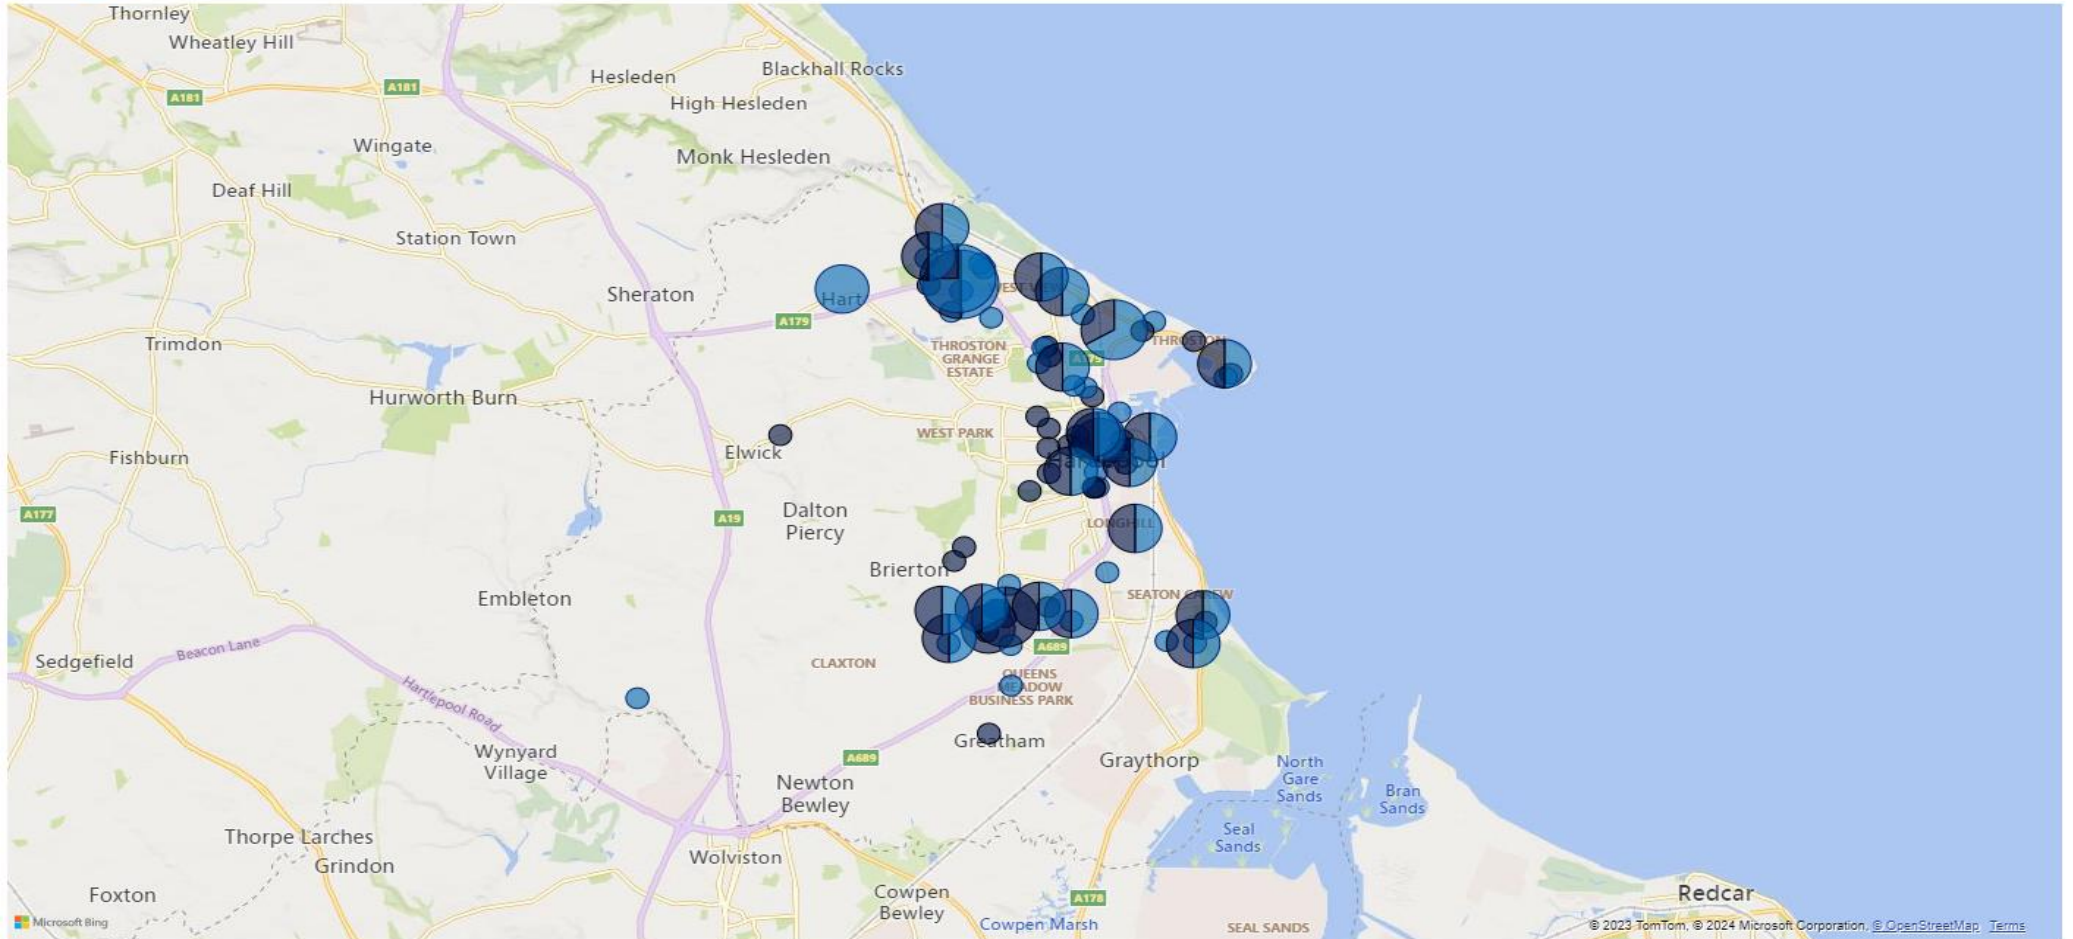 Thornley
Wheatley Hill
Hesleden
Blackhall Rocks
A181
A181
High Hesleden
Wingate
Monk Hesleden
Deaf Hill
Station Town
Sheraton
Hart
A179
Trimdon
THROSTON
GRANGE
ESTATE
Hurworth Burn
WEST PARK
Elwick
Fishburn
A177
A19
Dalton
Piercy
LONGHILL
Brierton
Embleton
SEATON CAREW
Beacon Lane
Sedgefield
CLAXTON
A689
QUEENS
MEADOW
BUSINESS PARK
Hartlepool Road
Greatham
Wynyard
Village
A689
Graythorp
North
Gare
Sands
Newton
Bewley
Bran
Sands
Thorpe Larches
Grindon
Seal
Sands
Wolviston
Foxton
Cowpen
Bewley
A178
Redcar
Microsoft Bing
Cowpen Marsh
SEAL SANDS
© 2023 TomTom, © 2024 Microsoft Corporation, © OpenStreetMap Terms